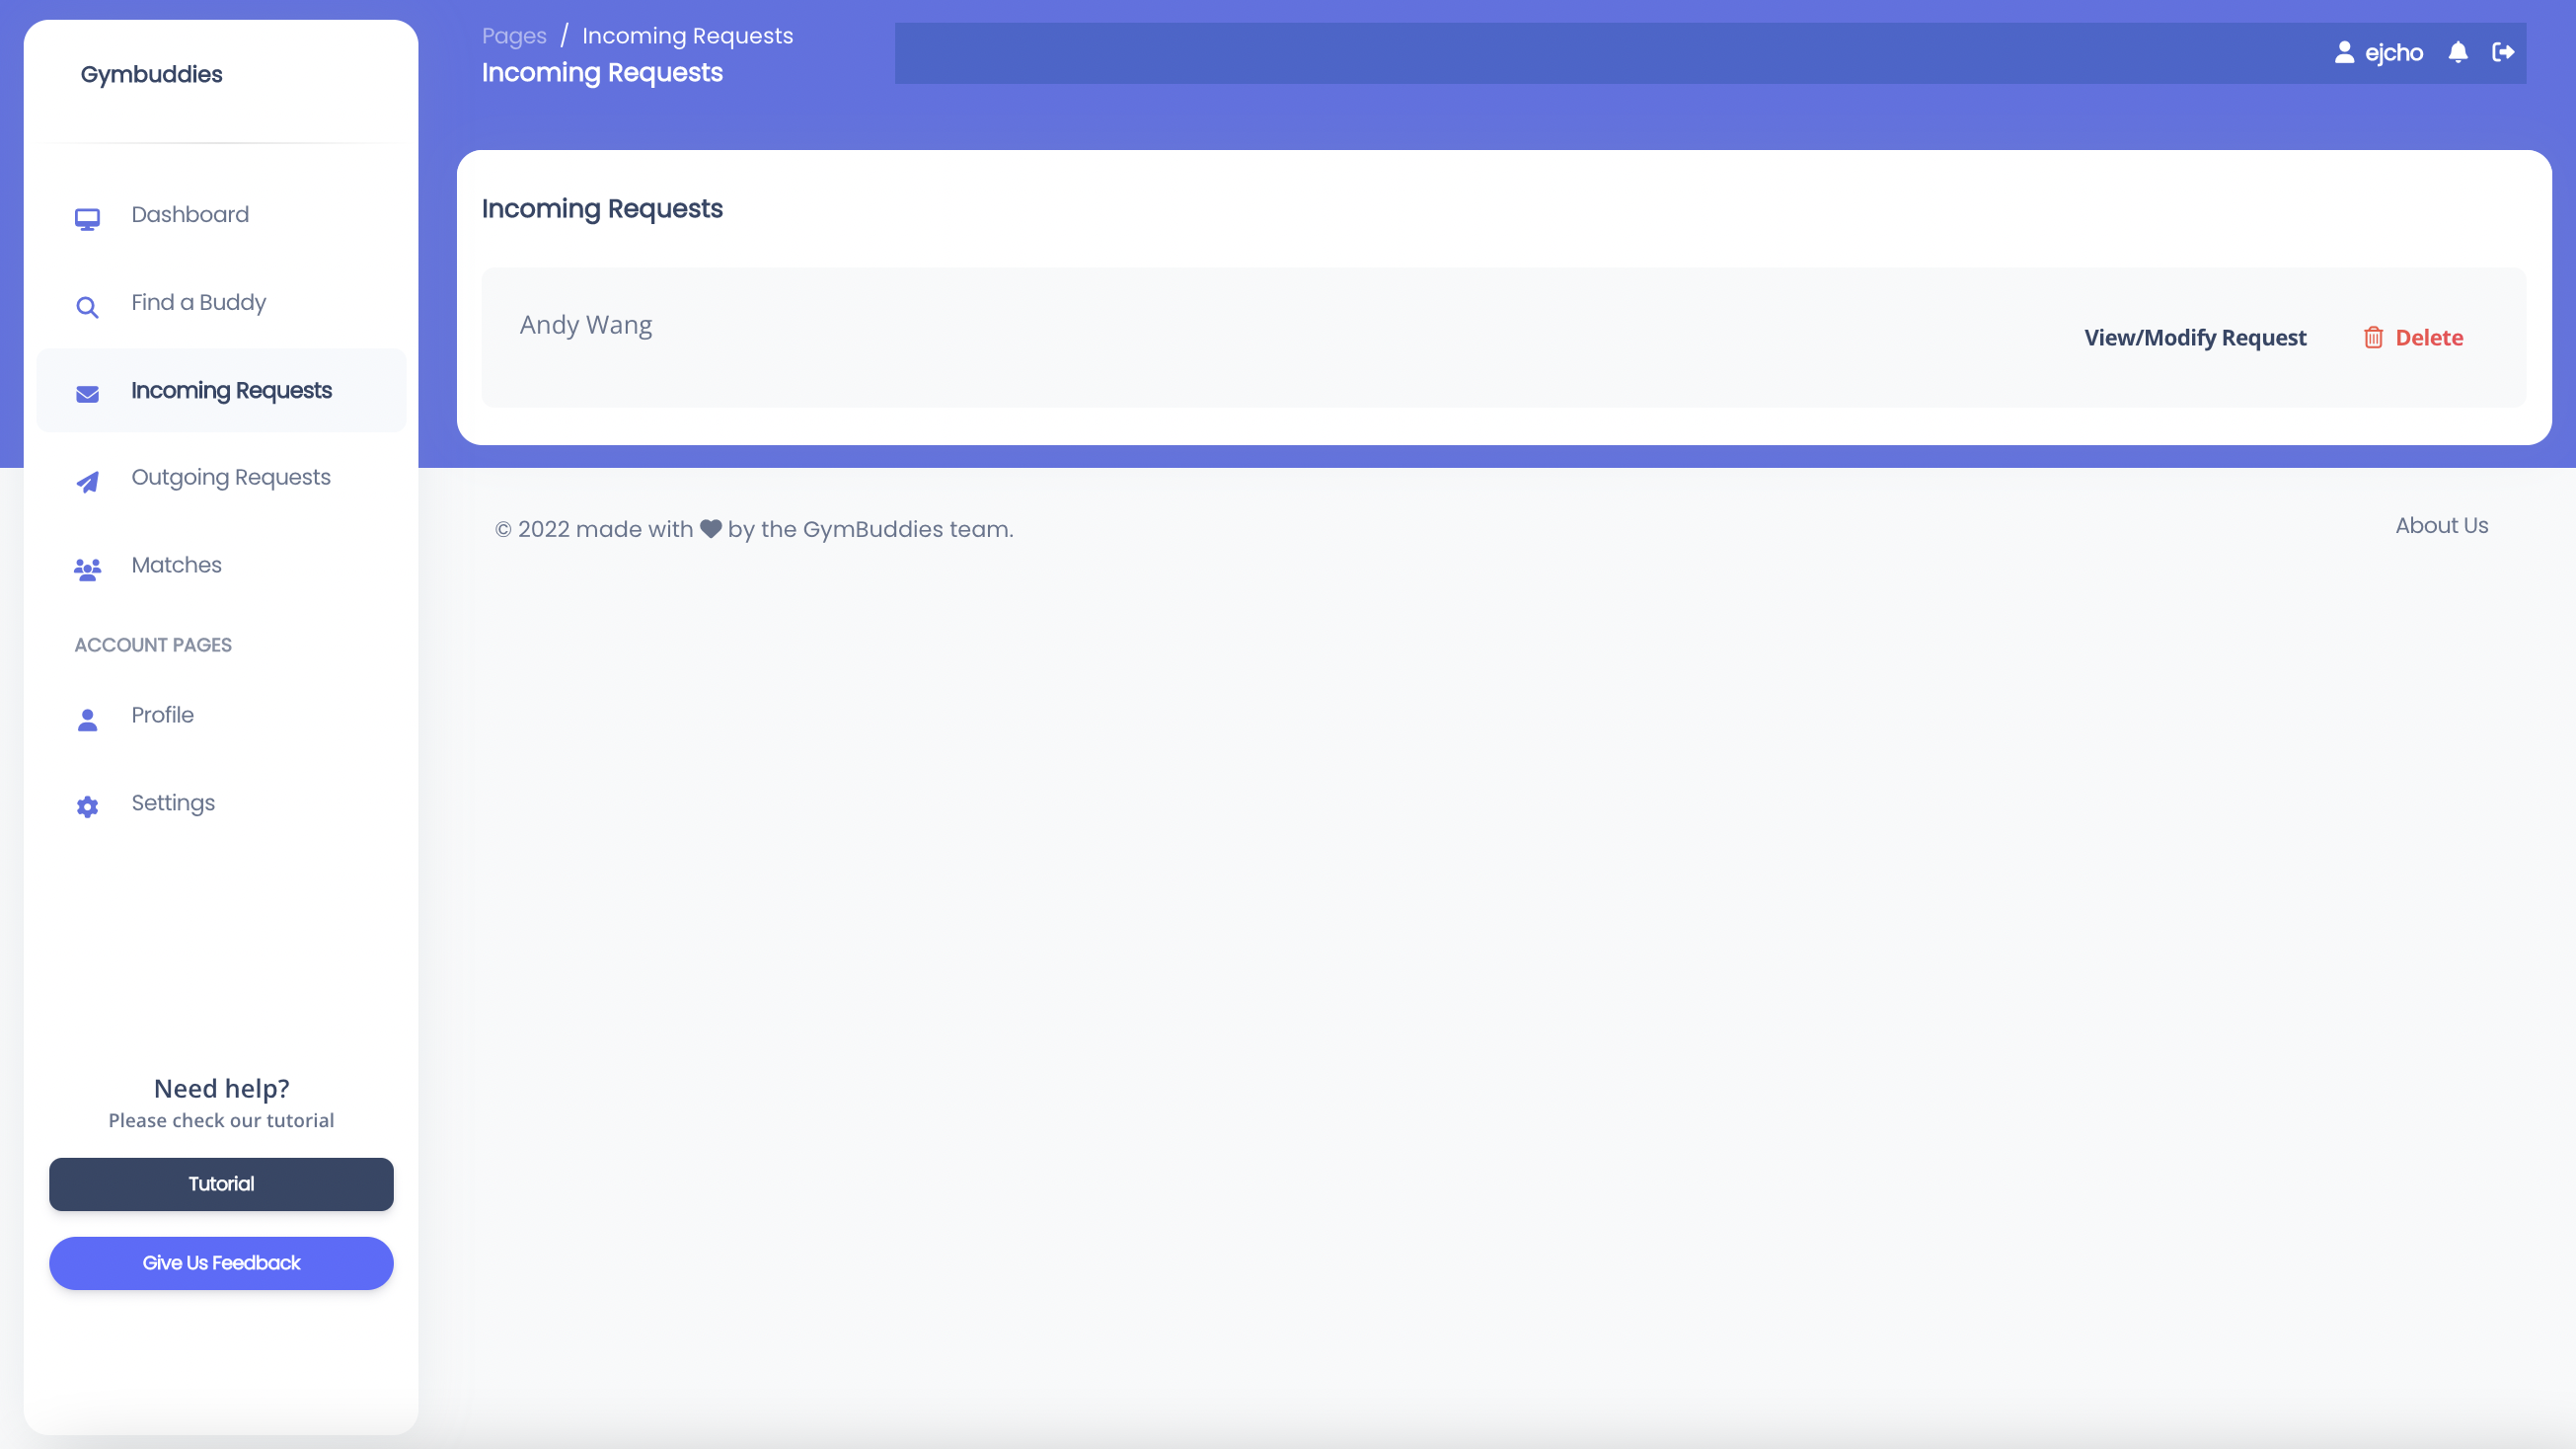 Gymbuddies
Dashboard
Find a Buddy
Incoming Requests
Outgoing Requests
Matches
ACCOUNT PAGES
Profile
Settings
Need help?
Please check our tutorial
Tutorial
Give Us Feedback
Pages / Incoming Requests
Incoming Requests
ejcho
Incoming Requests
Andy Wang
View/Modify Request
Delete
© 2022 made with ♥ by the GymBuddies team.
About Us